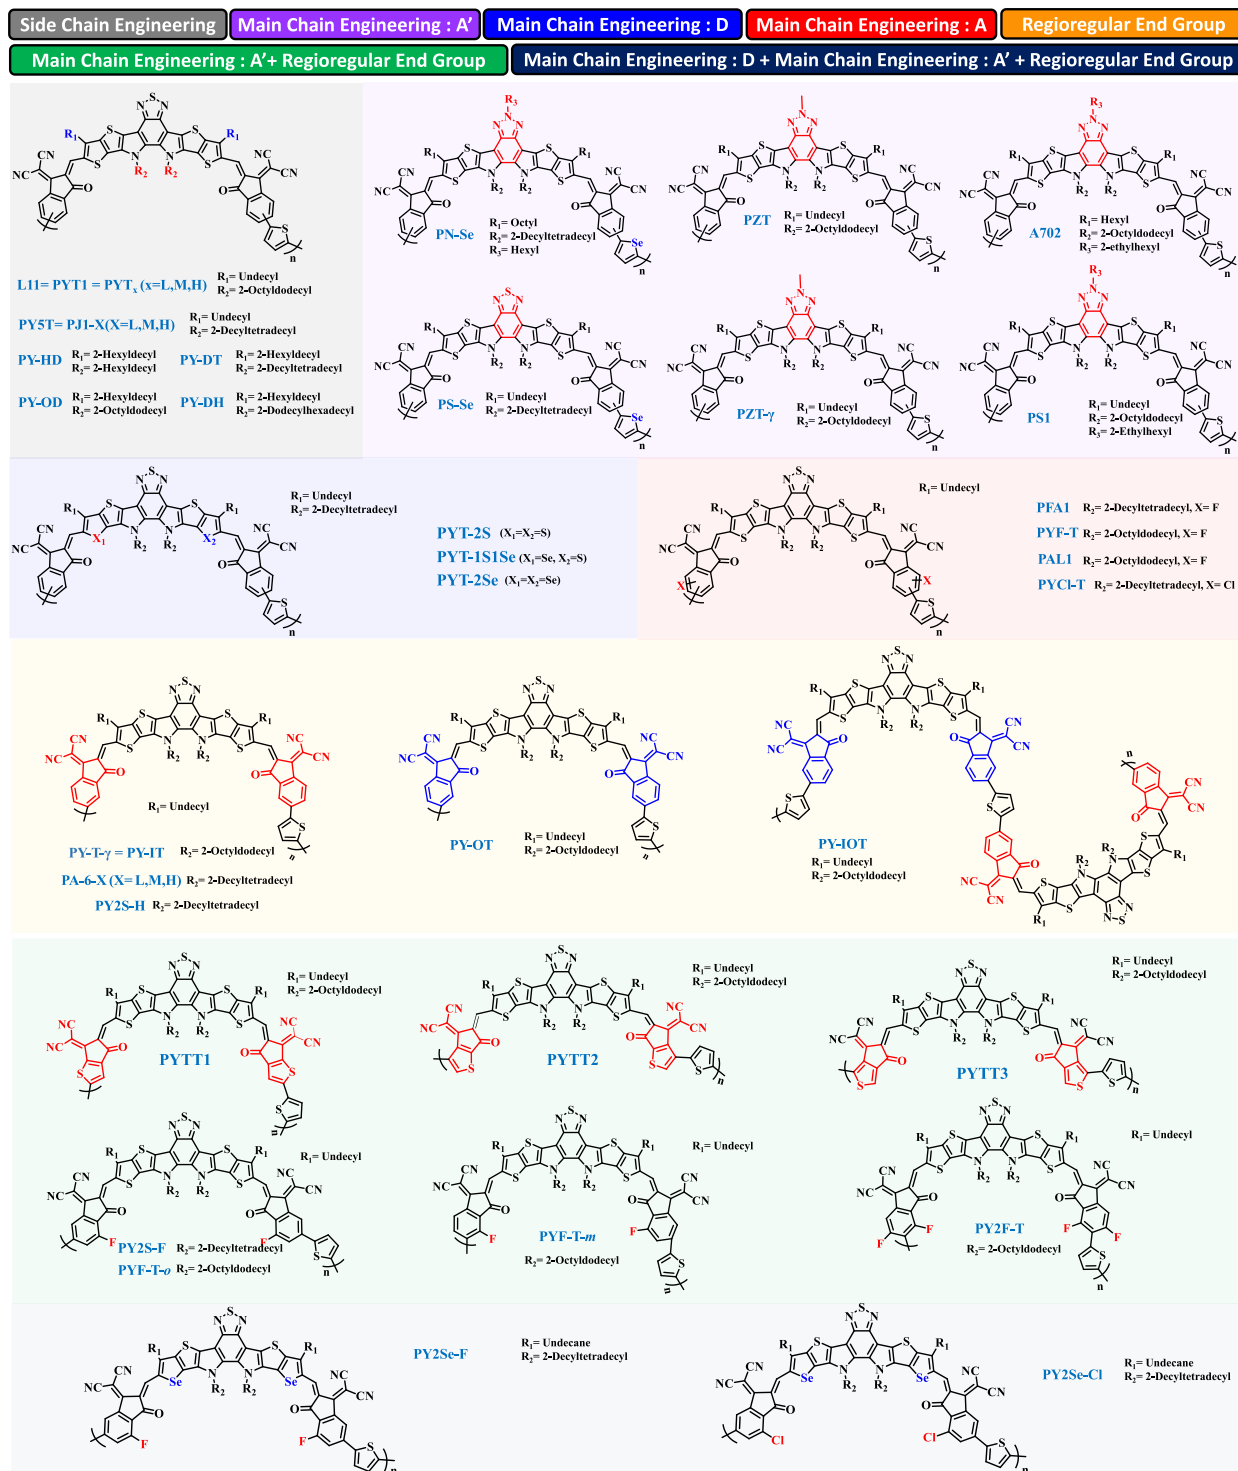 Side Chain Engineering
Main Chain Engineering : A'
Main Chain Engineering : D
Main Chain Engineering : A
Regioregular End Group
Main Chain Engineering : A'+ Regioregular End Group
Main Chain Engineering : D + Main Chain Engineering : A' + Regioregular End Group
L11= PYT1 = PYTx (x=L,M,H)
R1= Undecyl
R2= 2-Octyldodecyl
PY5T= PJ1-X(X=L,M,H)
R1= Undecyl
R2= 2-Decyltetradecyl
PY-HD
R1= 2-Hexyldecyl
R2= 2-Hexyldecyl
PY-DT
R1= 2-Hexyldecyl
R2= 2-Decyltetradecyl
PY-OD
R1= 2-Hexyldecyl
R2= 2-Octyldodecyl
PY-DH
R1= 2-Hexyldecyl
R2= 2-Dodecylhexadecyl
PN-Se
R1= Octyl
R2= 2-Decyltetradecyl
R3= Hexyl
PZT
R1= Undecyl
R2= 2-Octyldodecyl
A702
R1= Hexyl
R2= 2-Octyldodecyl
R3= 2-ethylhexyl
PS-Se
R1= Undecyl
R2= 2-Decyltetradecyl
PZT-γ
R1= Undecyl
R2= 2-Octyldodecyl
PS1
R1= Undecyl
R2= 2-Octyldodecyl
R3= 2-Ethylhexyl
R1= Undecyl
R2= 2-Decyltetradecyl
PYT-2S (X1=X2=S)
PYT-1S1Se (X1=Se, X2=S)
PYT-2Se (X1=X2=Se)
R1= Undecyl
PFA1 R2= 2-Decyltetradecyl, X= F
PYF-T R2= 2-Octyldodecyl, X= F
PAL1 R2= 2-Octyldodecyl, X= F
PYCl-T R2= 2-Decyltetradecyl, X= Cl
R1= Undecyl
PY-T-γ = PY-IT R2= 2-Octyldodecyl
PA-6-X (X= L,M,H) R2= 2-Decyltetradecyl
PY2S-H R2= 2-Decyltetradecyl
PY-OT
R1= Undecyl
R2= 2-Octyldodecyl
PY-IOT
R1= Undecyl
R2= 2-Octyldodecyl
PYTT1
R1= Undecyl
R2= 2-Octyldodecyl
PYTT2
R1= Undecyl
R2= 2-Octyldodecyl
PYTT3
R1= Undecyl
R2= 2-Octyldodecyl
R1= Undecyl
PY2S-F R2= 2-Decyltetradecyl
PYF-T-o R2= 2-Octyldodecyl
R1= Undecyl
PYF-T-m
R2= 2-Octyldodecyl
R1= Undecyl
PY2F-T
R2= 2-Octyldodecyl
PY2Se-F
R1= Undecane
R2= 2-Decyltetradecyl
PY2Se-Cl
R1= Undecane
R2= 2-Decyltetradecyl